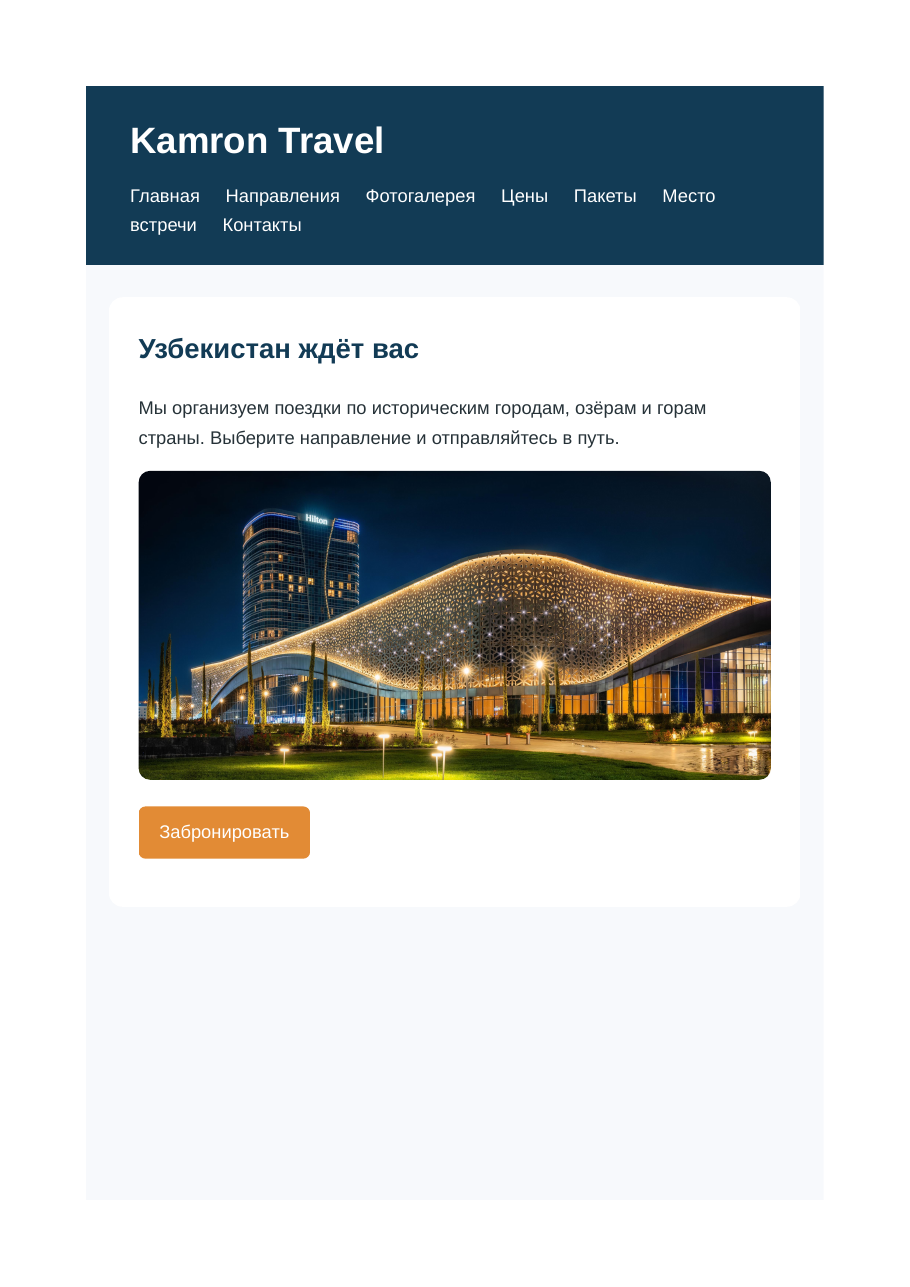 Kamron Travel
Главная Направления Фотогалерея Цены Пакеты Место
встречи Контакты
Узбекистан ждёт вас
Мы организуем поездки по историческим городам, озёрам и горам
страны. Выберите направление и отправляйтесь в путь.
Hilton
Забронировать